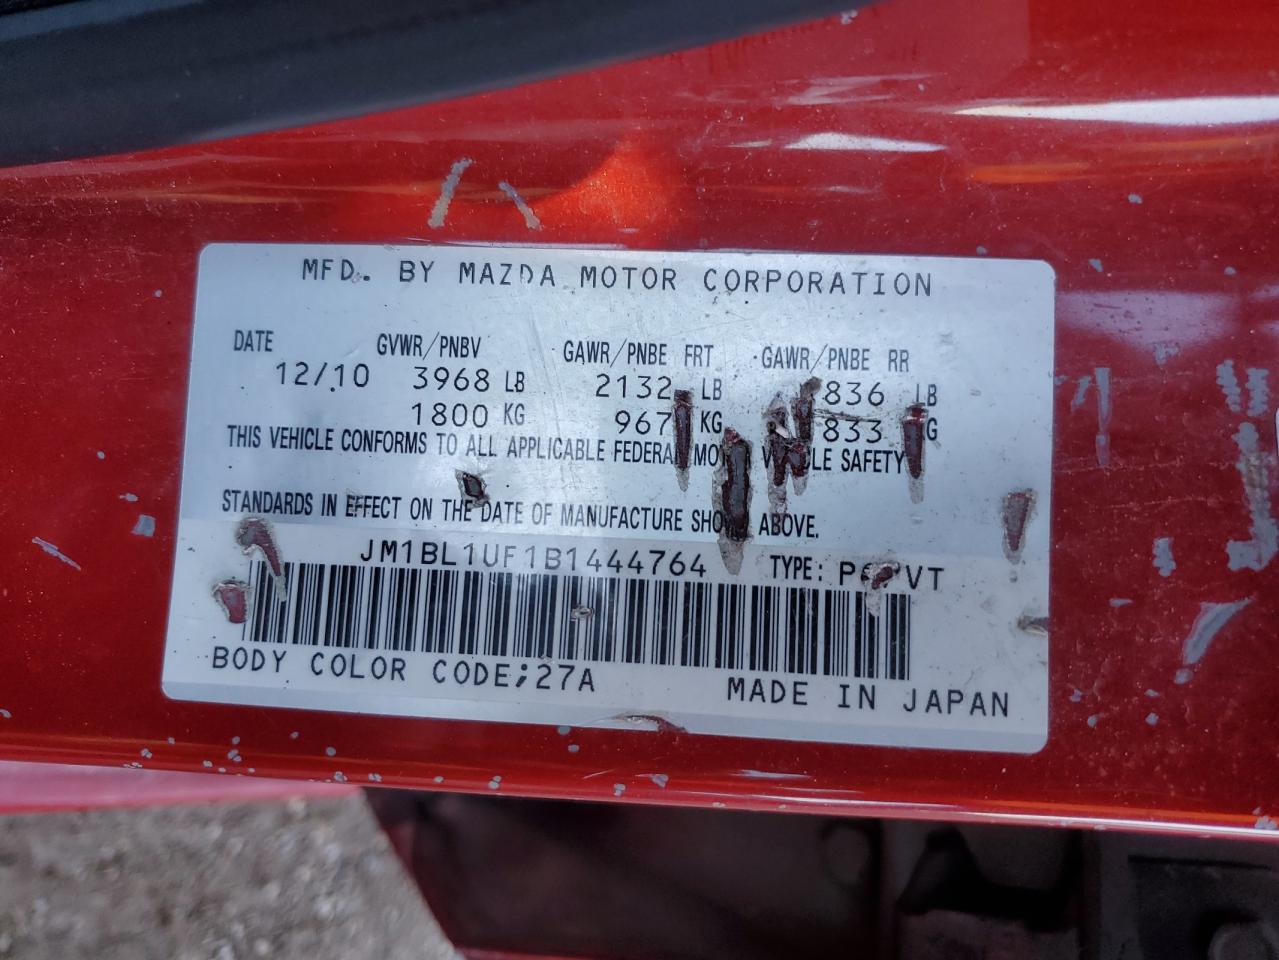 MFD. BY MAZDA MOTOR CORPORATION
DATE GVWR/PNBV GAWR/PNBE FRT GAWR/PNBE RR
12/10 3968 LB 2132 LB 836 LB
1800 KG 967 KG 833
THIS VEHICLE CONFORMS TO ALL APPLICABLE FEDERAL SAFETY
STANDARDS IN EFFECT ON THE DATE OF MANUFACTURE ABOVE.
JM1BL1UF1B1444764 TYPE:
BODY COLOR CODE;27A MADE IN JAPAN